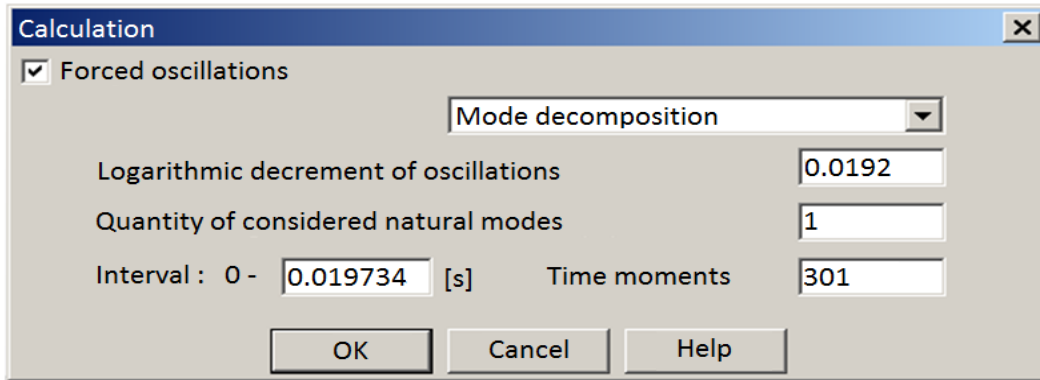 Calculation
Forced oscillations
Mode decomposition
Logarithmic decrement of oscillations 0.0192
Quantity of considered natural modes 1
Interval : 0 - 0.019734 [s] Time moments 301
OK Cancel Help